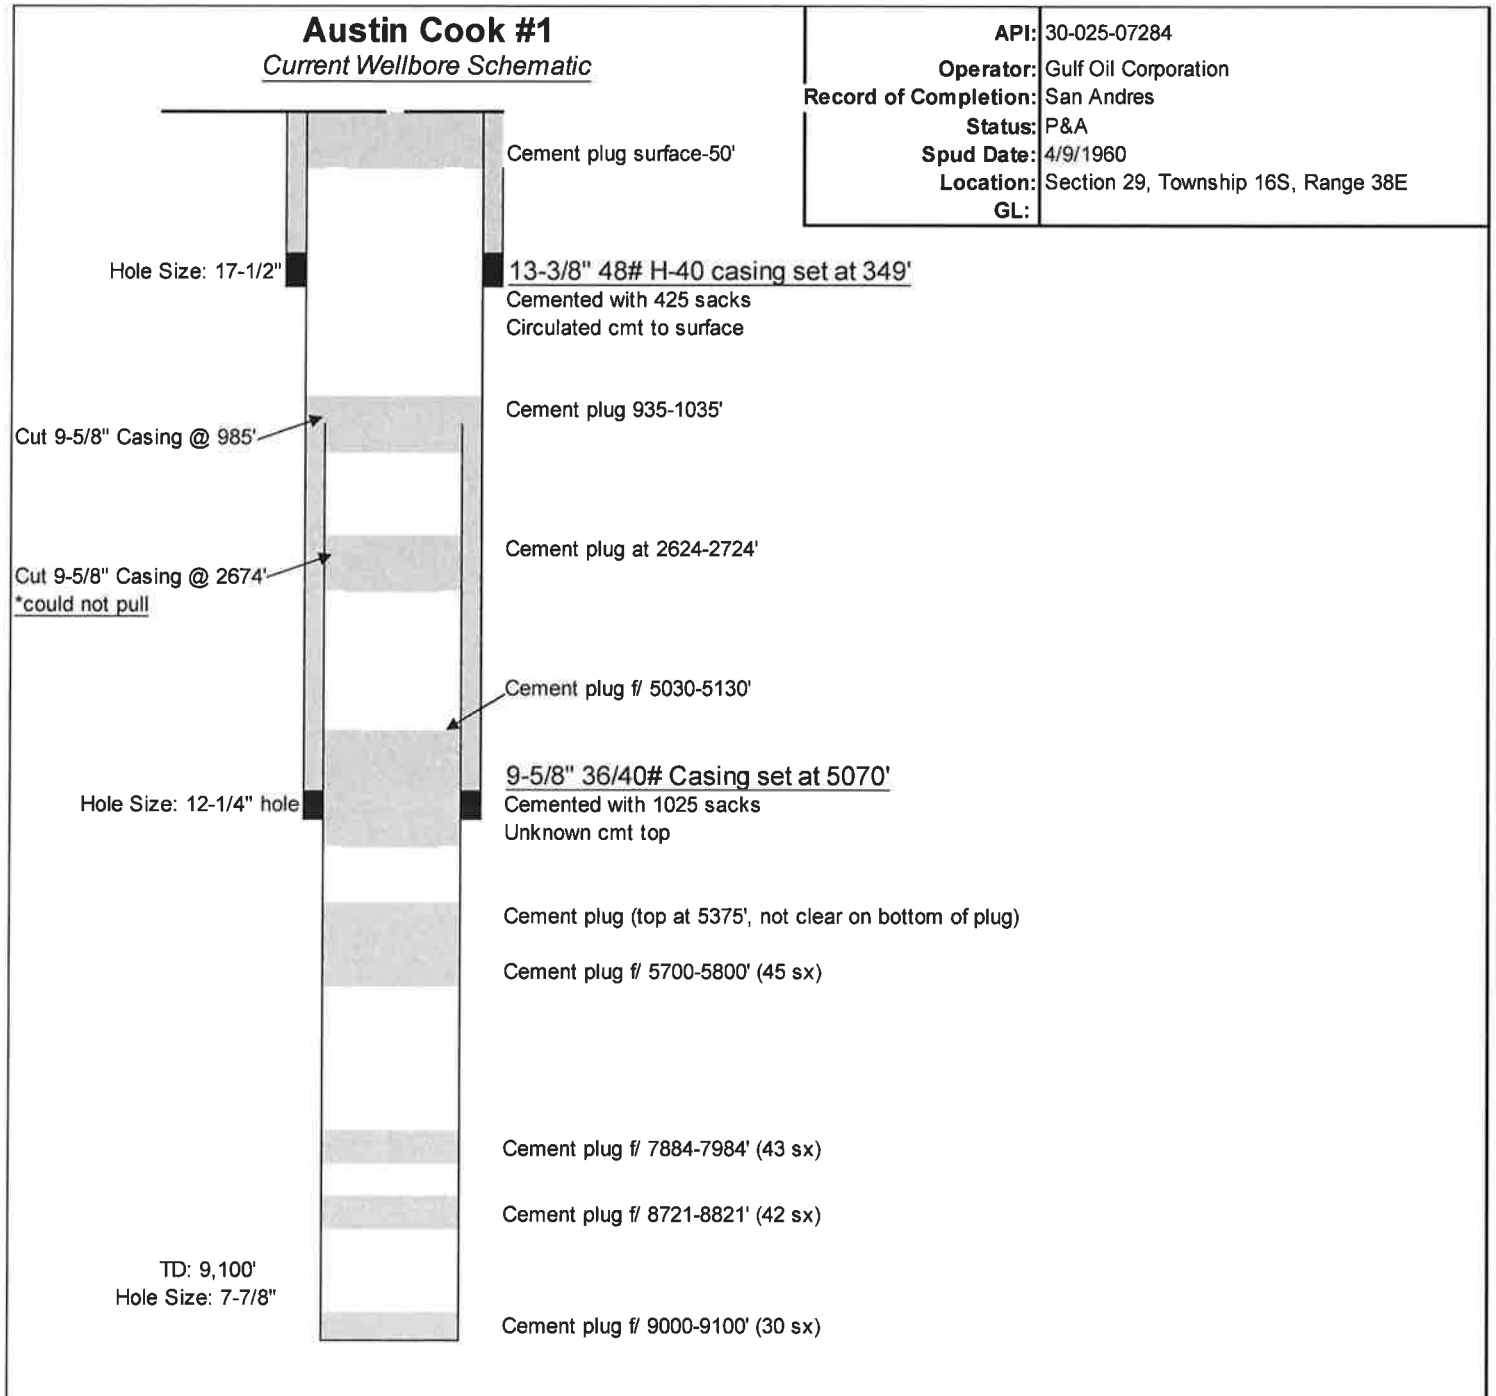 Austin Cook #1
Current Wellbore Schematic
API: 30-025-07284
Operator: Gulf Oil Corporation
Record of Completion: San Andres
Status: P&A
Spud Date: 4/9/1960
Location: Section 29, Township 16S, Range 38E
GL:
Cement plug surface-50'
Hole Size: 17-1/2"
13-3/8" 48# H-40 casing set at 349'
Cemented with 425 sacks
Circulated cmt to surface
Cement plug 935-1035'
Cut 9-5/8" Casing @ 985'
Cement plug at 2624-2724'
Cut 9-5/8" Casing @ 2674'
*could not pull
Cement plug f/ 5030-5130'
9-5/8" 36/40# Casing set at 5070'
Hole Size: 12-1/4" hole
Cemented with 1025 sacks
Unknown cmt top
Cement plug (top at 5375', not clear on bottom of plug)
Cement plug f/ 5700-5800' (45 sx)
Cement plug f/ 7884-7984' (43 sx)
Cement plug f/ 8721-8821' (42 sx)
TD: 9,100'
Hole Size: 7-7/8"
Cement plug f/ 9000-9100' (30 sx)